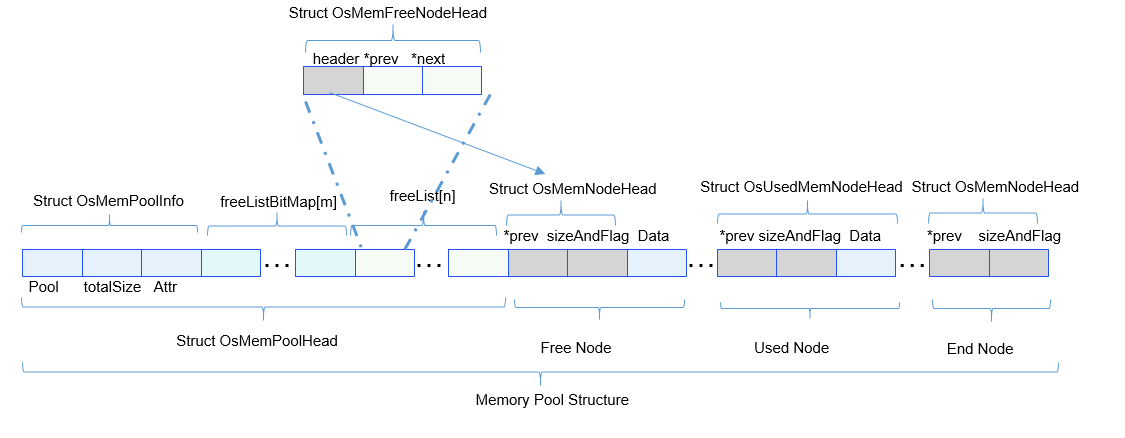 Struct OsMemFreeNodeHead
header *prev *next
Struct OsMemPoolInfo
freeListBitMap[m]
freeList[n]
Struct OsMemNodeHead
Struct OsUsedMemNodeHead
Struct OsMemNodeHead
*prev sizeAndFlag Data
*prev sizeAndFlag Data
*prev sizeAndFlag
Pool totalSize Attr
Struct OsMemPoolHead
Free Node
Used Node
End Node
Memory Pool Structure